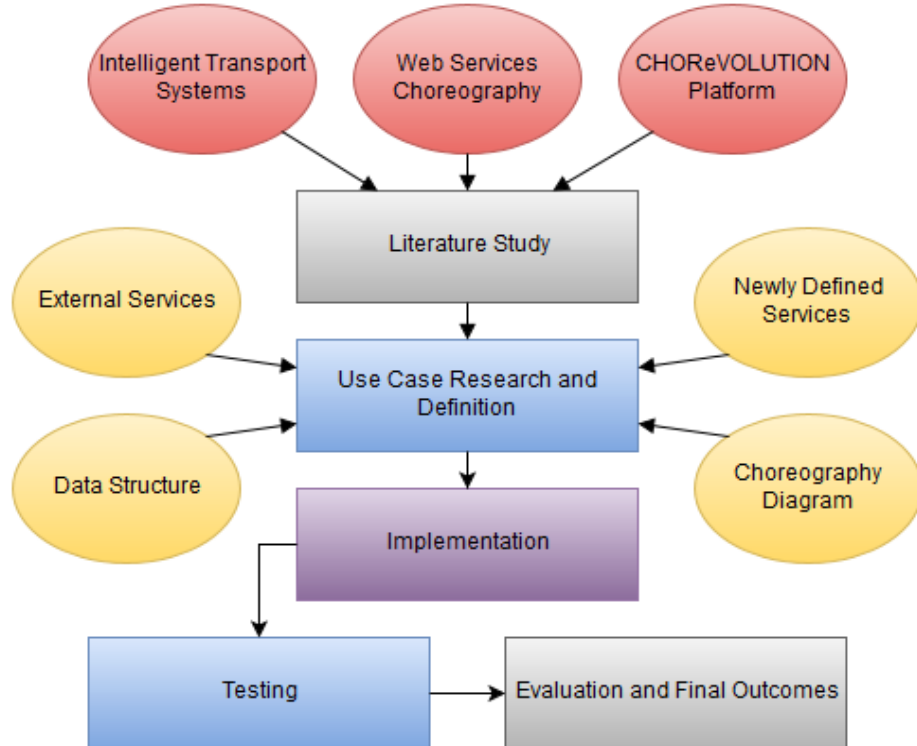 Intelligent Transport
Systems
Web Services
Choreography
CHOReVOLUTION
Platform
Literature Study
External Services
Newly Defined
Services
Use Case Research and
Definition
Data Structure
Choreography
Diagram
Implementation
Testing
Evaluation and Final Outcomes